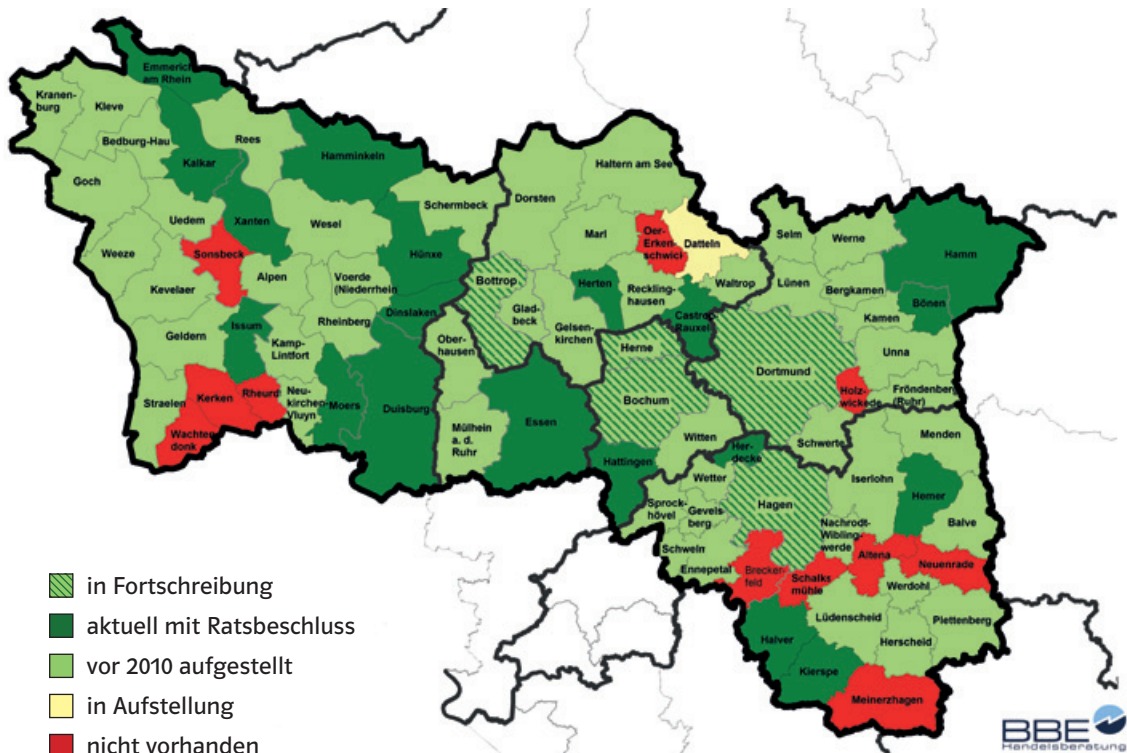 Emmerich
am Rhein
Kranen-
burg
Kleve
Bedburg-Hau
Rees
Kalkar
Hamminkeln
Goch
Haltern am See
Dorsten
Schermbeck
Uedem
Xanten
Wesel
Marl
Oer-
Erken
schwick
Datteln
Selm
Werne
Hamm
Weeze
Sonsbeck
Hünxe
Alpen
Voerde
(Niederrhein
Bottrop
Herten
Reckling-
hausen
Waltrop
Lünen
Bergkamen
Bönen
Kevelaer
Rheinberg
Dinslaken
Glad-
beck
Gelsen-
kirchen
Castrop-
Rauxel
Kamen
Issum
Geldern
Kamp-
Lintfort
Ober-
hausen
Herne
Unna
Dortmund
Straelen
Kerken
Rheurd
Neu-
kirchen-
Vluyn
Moers
Duisburg
Essen
Bochum
Holz-
wickede
Fröndenberg
(Ruhr)
Wachten
donk
Mülhein
a. d.
Ruhr
Witten
Schwerte
Menden
Hattingen
Her-
decke
Wetter
Iserlohn
Hemer
Hagen
Sprock-
hövel
Gevels-
berg
Nachrodt-
Wibling-
werde
Balve
Schwelm
Ennepetal
Brecker-
feld
Schalks
mühle
Altena
Neuenrade
Werdohl
Lüdenscheid
Plettenberg
Herscheid
Halver
Kierspe
Meinerzhagen
in Fortschreibung
aktuell mit Ratsbeschluss
vor 2010 aufgestellt
in Aufstellung
nicht vorhanden
BBE
Handelsberatung